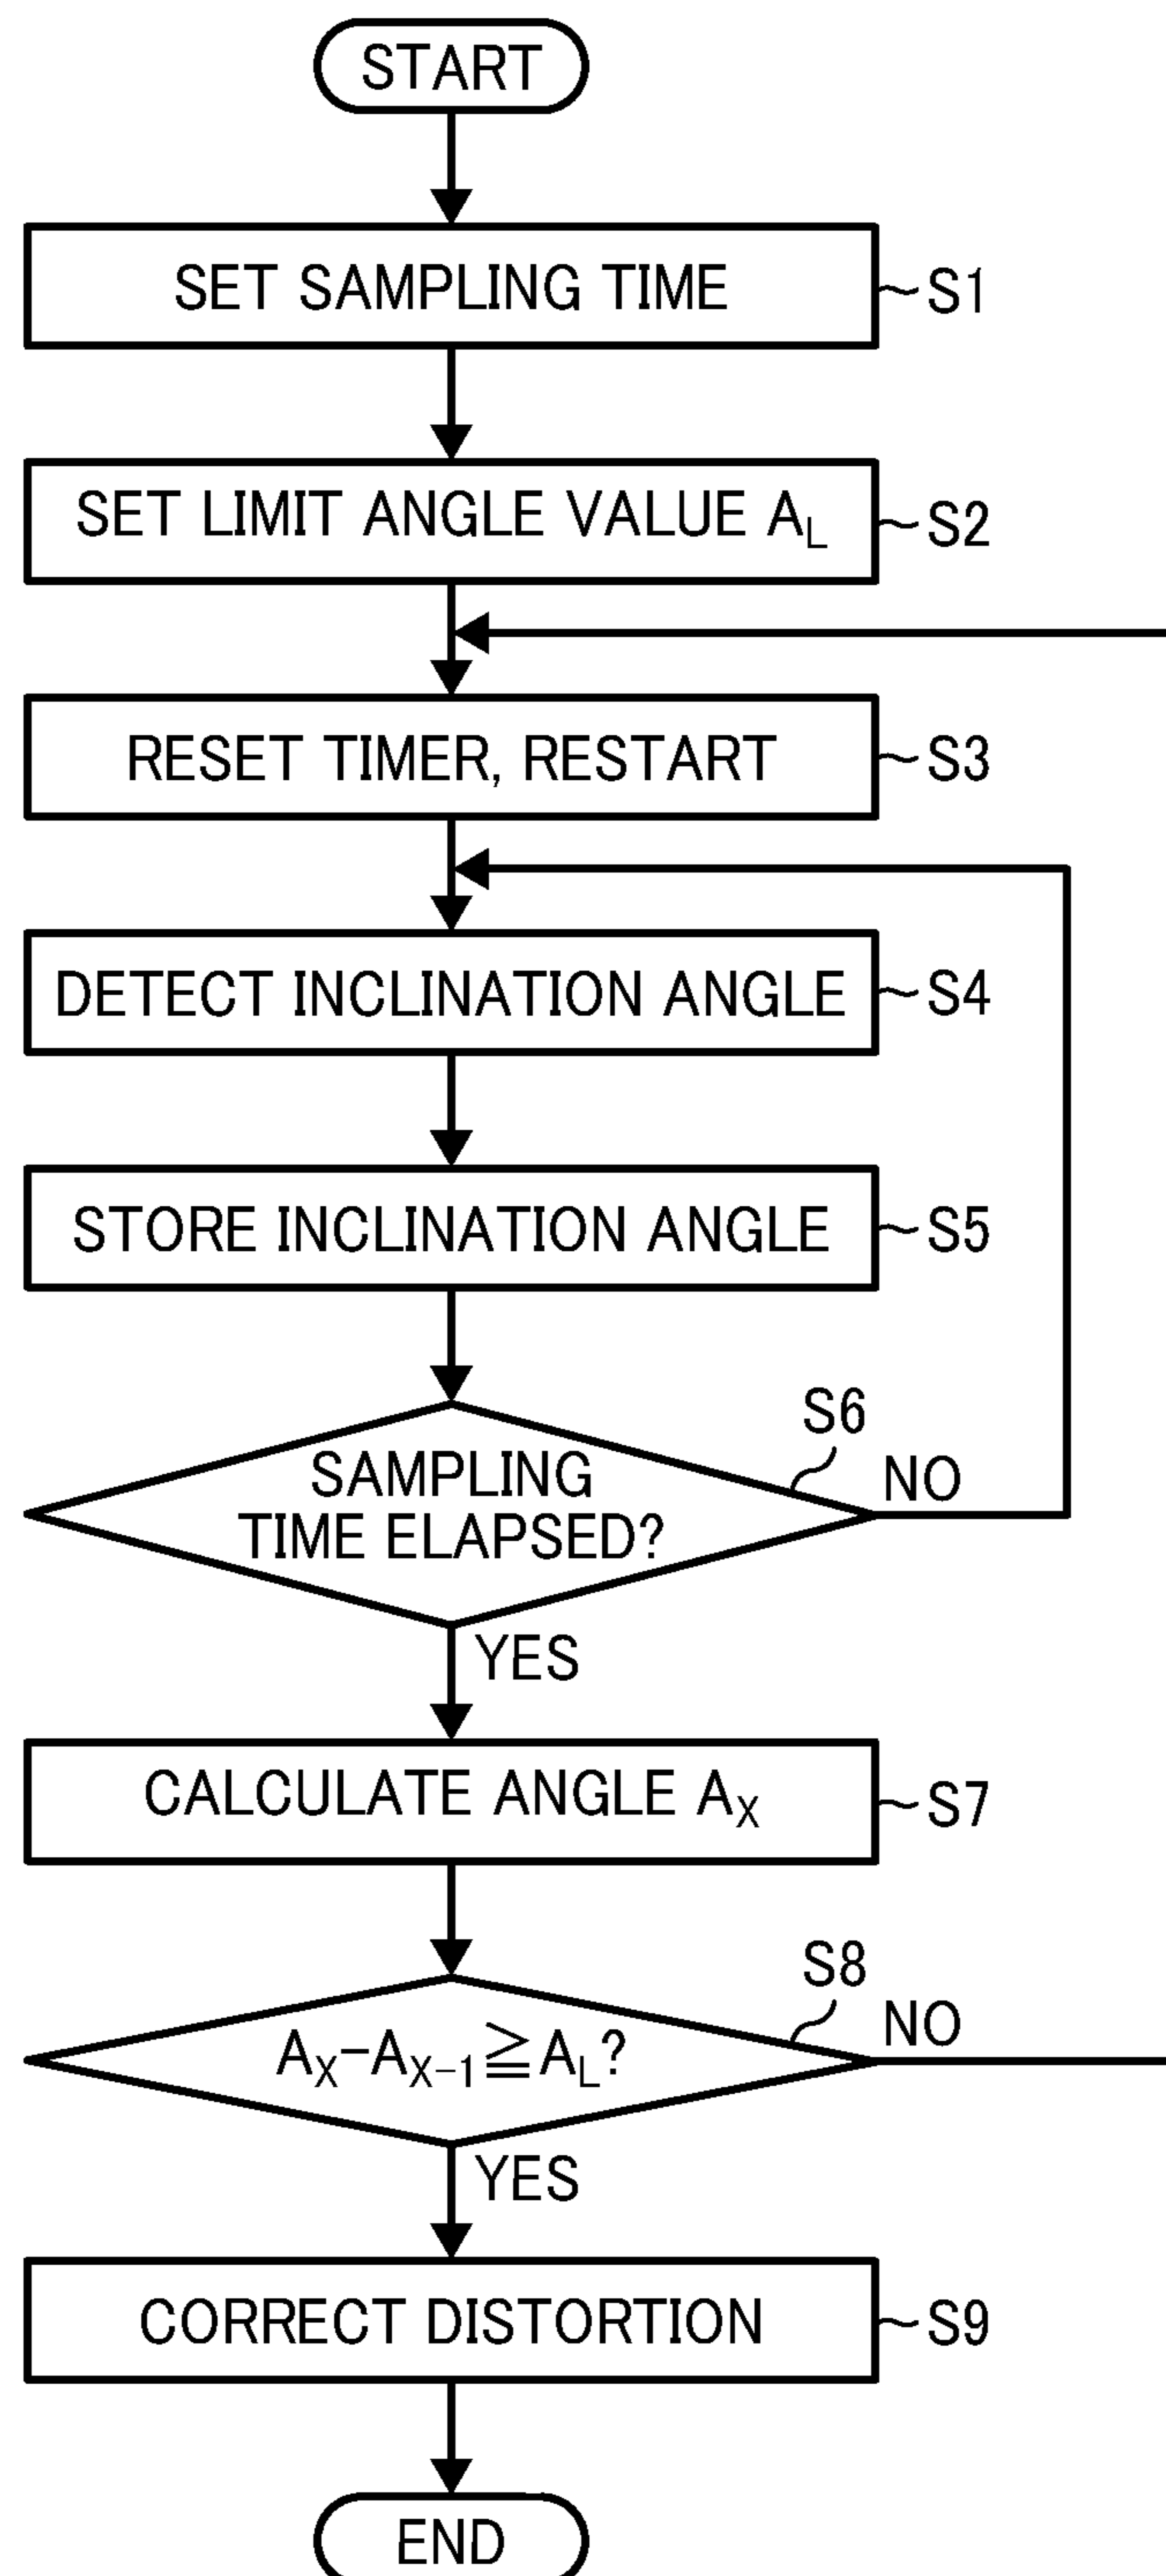 START
SET SAMPLING TIME
S1
SET LIMIT ANGLE VALUE AL
S2
RESET TIMER, RESTART
S3
DETECT INCLINATION ANGLE
S4
STORE INCLINATION ANGLE
S5
S6
SAMPLING
TIME ELAPSED?
NO
YES
CALCULATE ANGLE AX
S7
S8
AX-AX-1≧AL?
NO
YES
CORRECT DISTORTION
S9
END